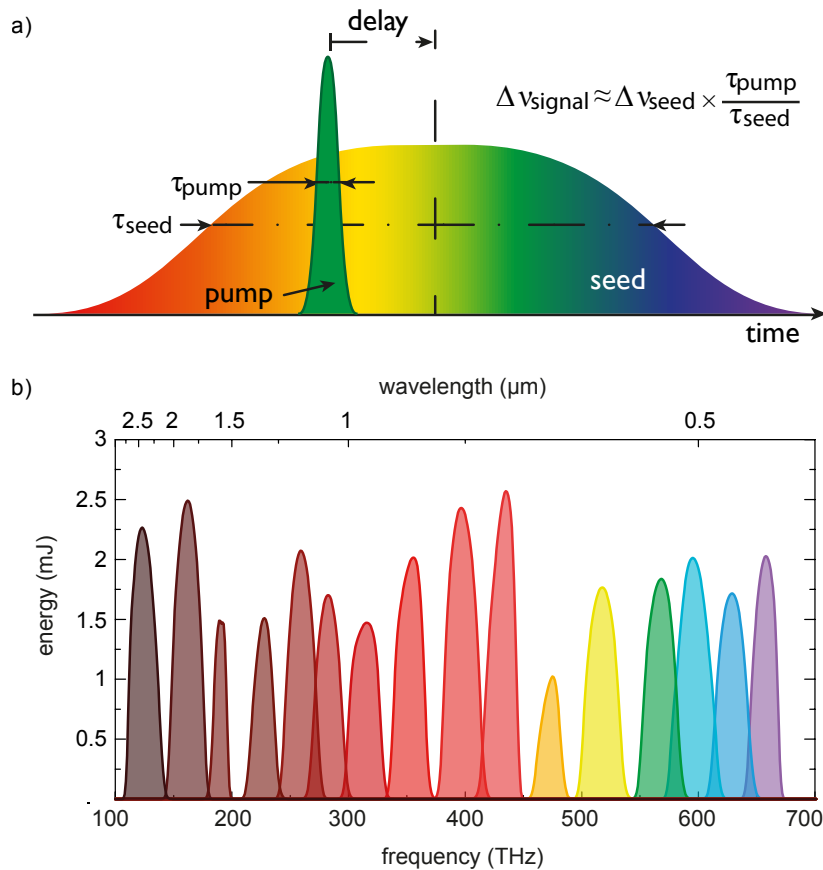 a)
delay
Δνsignal ≈ Δνseed × τpump / τseed
τpump
τseed
pump
seed
time
b)
wavelength (µm)
2.5 2 1.5 1 0.5
3
2.5
2
1.5
1
0.5
energy (mJ)
100 200 300 400 500 600 700
frequency (THz)